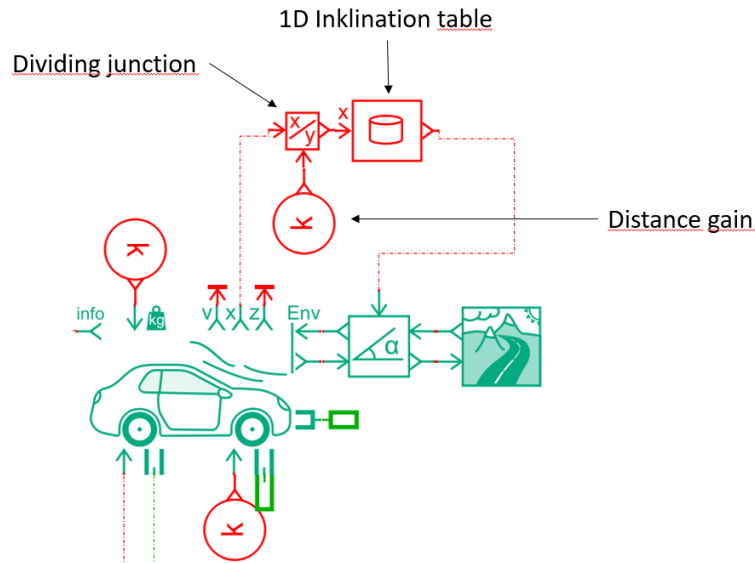 1D Inklination table
Dividing junction
x
y
x
k
Distance gain
k
info
kg
v
x
z
Env
α
k